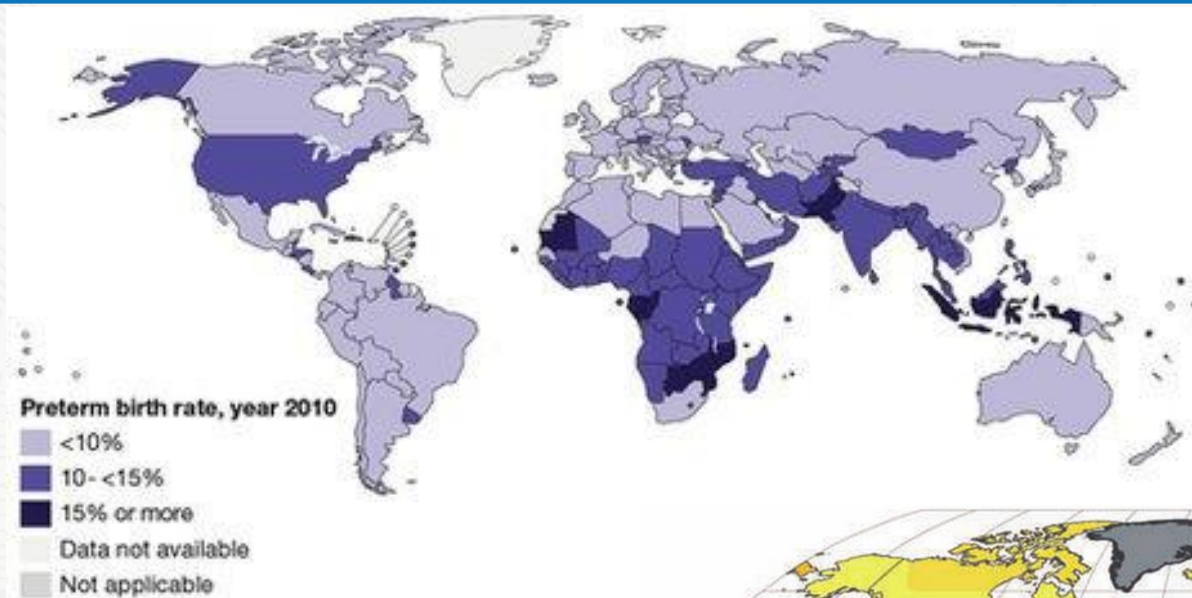 Preterm birth rate, year 2010
<10%
10- <15%
15% or more
Data not available
Not applicable